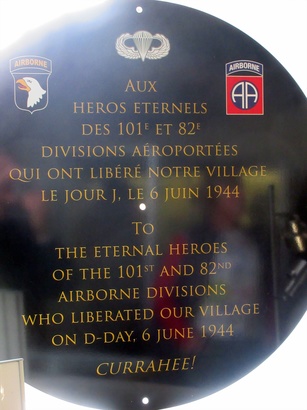 AIRBORNE
AIRBORNE
AA
AUX
HEROS ETERNELS
DES 101E ET 82E
DIVISIONS AÉROPORTÉES
QUI ONT LIBÉRÉ NOTRE VILLAGE
LE JOUR J, LE 6 JUIN 1944
TO
THE ETERNAL HEROES
OF THE 101ST AND 82ND
AIRBORNE DIVISIONS
WHO LIBERATED OUR VILLAGE
ON D-DAY, 6 JUNE 1944
CURRAHEE!